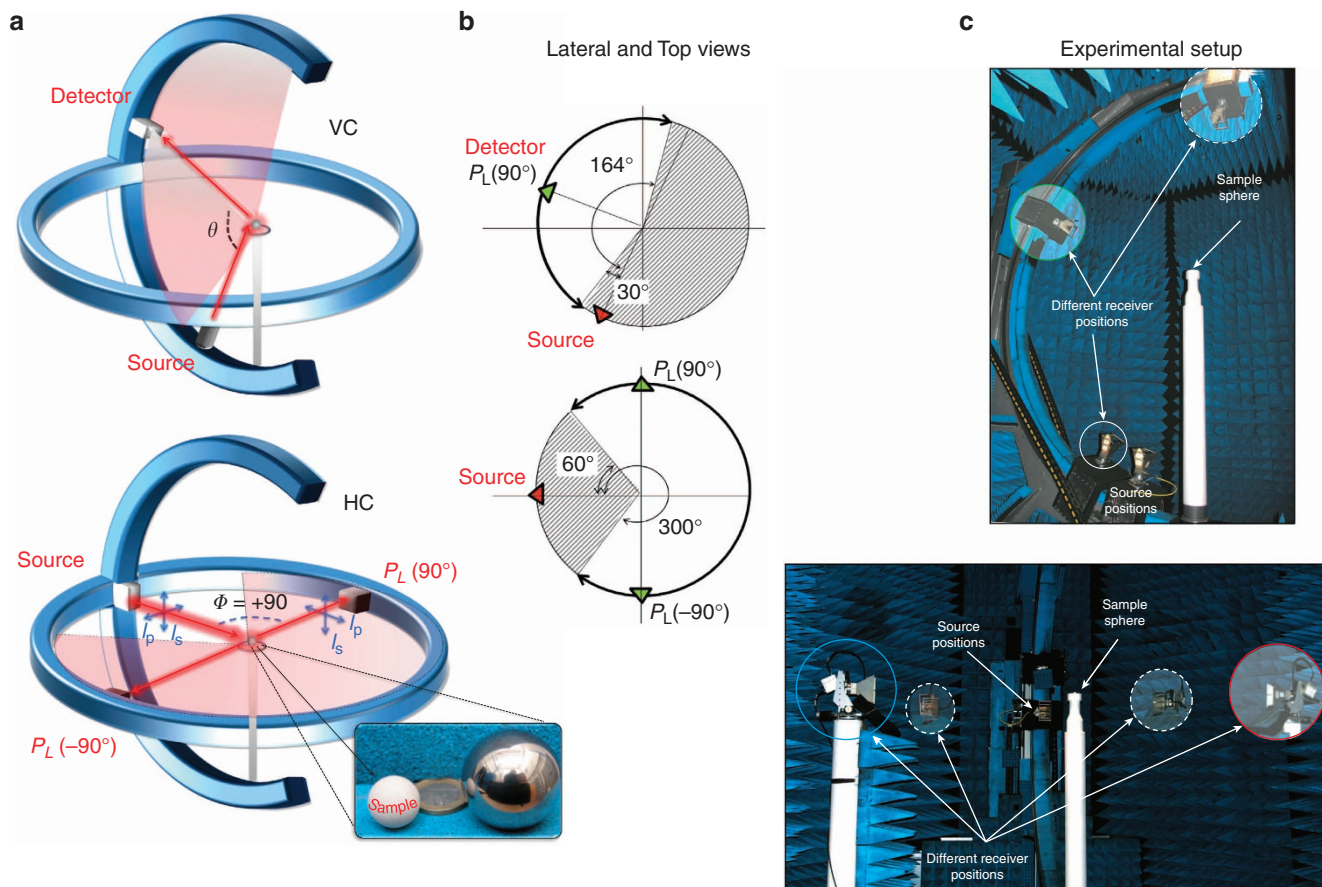 a
Detector
VC
θ
Source
HC
Source
P_L (90°)
Φ = +90
I_p
I_s
I_p
I_s
P_L (–90°)
Sample
b
Lateral and Top views
Detector
P_L(90°)
164°
30°
Source
P_L(90°)
60°
Source
300°
P_L(–90°)
c
Experimental setup
Sample
sphere
Different receiver
positions
Source
positions
Sample
sphere
Source
positions
Different receiver
positions